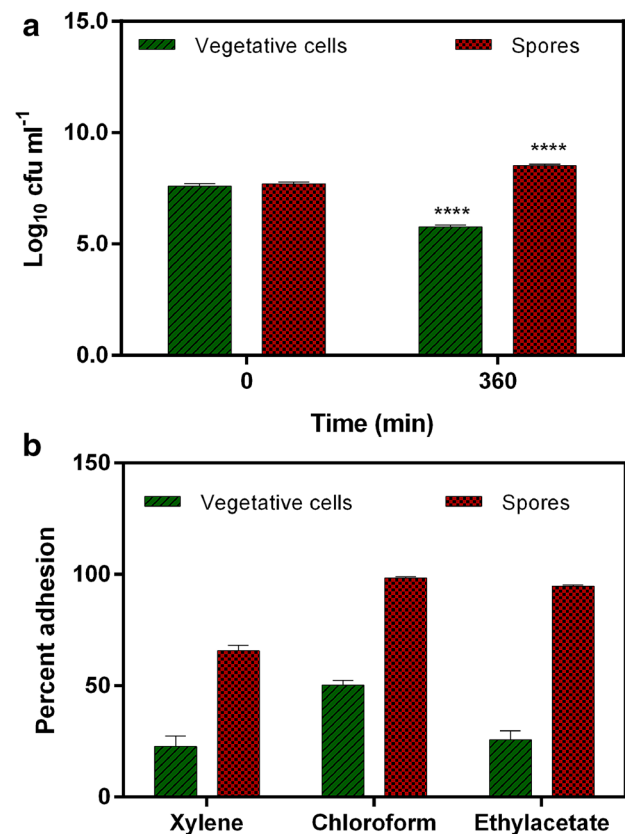 a
Vegetative cells Spores
Log10 cfu ml-1
15.0
10.0
5.0
0.0
****
****
0 360
Time (min)
b
Vegetative cells Spores
Percent adhesion
150
100
50
0
Xylene Chloroform Ethylacetate